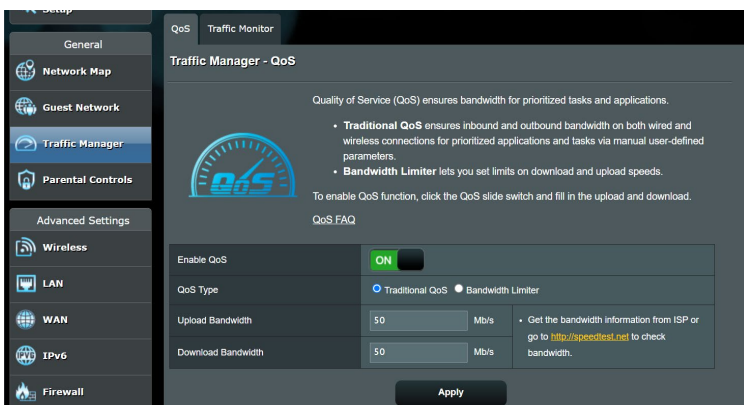 Setup
General
Network Map
Guest Network
Traffic Manager
Parental Controls
Advanced Settings
Wireless
LAN
WAN
IPv6
Firewall
QoS
Traffic Monitor
Traffic Manager - QoS
QoS
Quality of Service (QoS) ensures bandwidth for prioritized tasks and applications.
• Traditional QoS ensures inbound and outbound bandwidth on both wired and
wireless connections for prioritized applications and tasks via manual user-defined
parameters.
• Bandwidth Limiter lets you set limits on download and upload speeds.
To enable QoS function, click the QoS slide switch and fill in the upload and download.
QoS FAQ
Enable QoS
ON
QoS Type
Traditional QoS
Bandwidth Limiter
Upload Bandwidth
50
Mb/s
• Get the bandwidth information from ISP or
go to http://speedtest.net to check
bandwidth.
Download Bandwidth
50
Mb/s
Apply